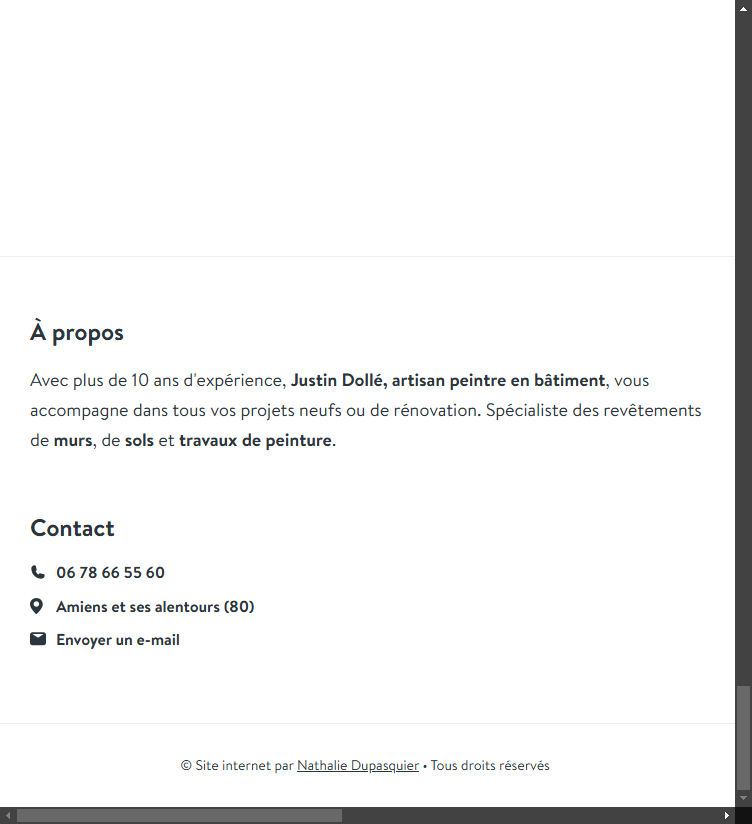 À propos
Avec plus de 10 ans d'expérience, Justin Dollé, artisan peintre en bâtiment, vous
accompagne dans tous vos projets neufs ou de rénovation. Spécialiste des revêtements
de murs, de sols et travaux de peinture.
Contact
06 78 66 55 60
Amiens et ses alentours (80)
Envoyer un e-mail
© Site internet par Nathalie Dupasquier • Tous droits réservés